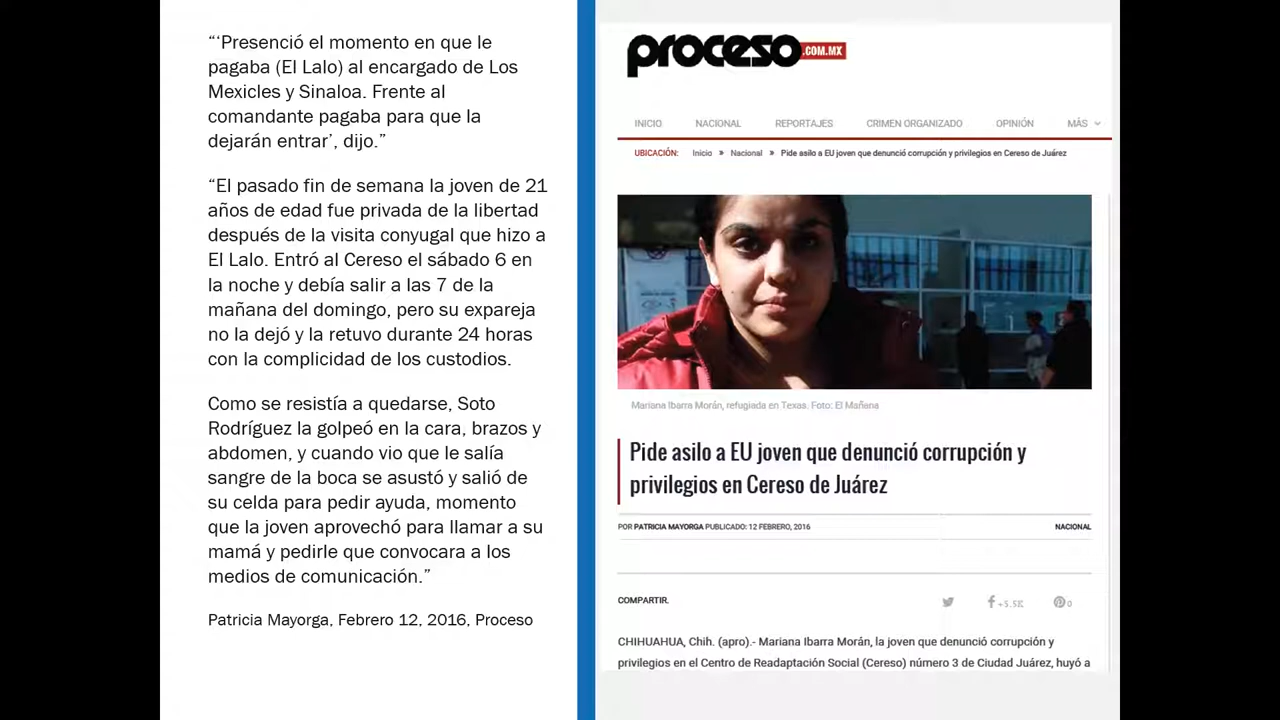 “‘Presenció el momento en que le
pagaba (El Lalo) al encargado de Los
Mexicles y Sinaloa. Frente al
comandante pagaba para que la
dejarán entrar’, dijo.”
“El pasado fin de semana la joven de 21
años de edad fue privada de la libertad
después de la visita conyugal que hizo a
El Lalo. Entró al Cereso el sábado 6 en
la noche y debía salir a las 7 de la
mañana del domingo, pero su expareja
no la dejó y la retuvo durante 24 horas
con la complicidad de los custodios.
Como se resistía a quedarse, Soto
Rodríguez la golpeó en la cara, brazos y
abdomen, y cuando vio que le salía
sangre de la boca se asustó y salió de
su celda para pedir ayuda, momento
que la joven aprovechó para llamar a su
mamá y pedirle que convocara a los
medios de comunicación.”
Patricia Mayorga, Febrero 12, 2016, Proceso
proceso.COM.MX
INICIO NACIONAL REPORTAJES CRIMEN ORGANIZADO OPINIÓN MÁS
UBICACIÓN: Inicio » Nacional » Pide asilo a EU joven que denunció corrupción y privilegios en Cereso de Juárez
Mariana Ibarra Morán, refugiada en Texas. Foto: El Mañana
Pide asilo a EU joven que denunció corrupción y
privilegios en Cereso de Juárez
POR PATRICIA MAYORGA PUBLICADO: 12 FEBRERO, 2016 NACIONAL
COMPARTIR. +5.5K 0
CHIHUAHUA, Chih. (apro).- Mariana Ibarra Morán, la joven que denunció corrupción y
privilegios en el Centro de Readaptación Social (Cereso) número 3 de Ciudad Juárez, huyó a